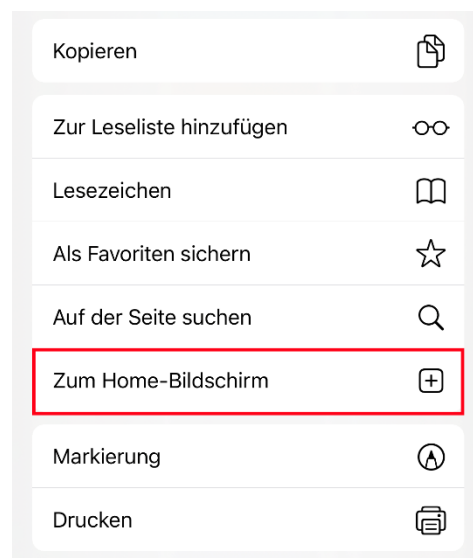 Kopieren
Zur Leseliste hinzufügen
Lesezeichen
Als Favoriten sichern
Auf der Seite suchen
Zum Home-Bildschirm
Markierung
Drucken